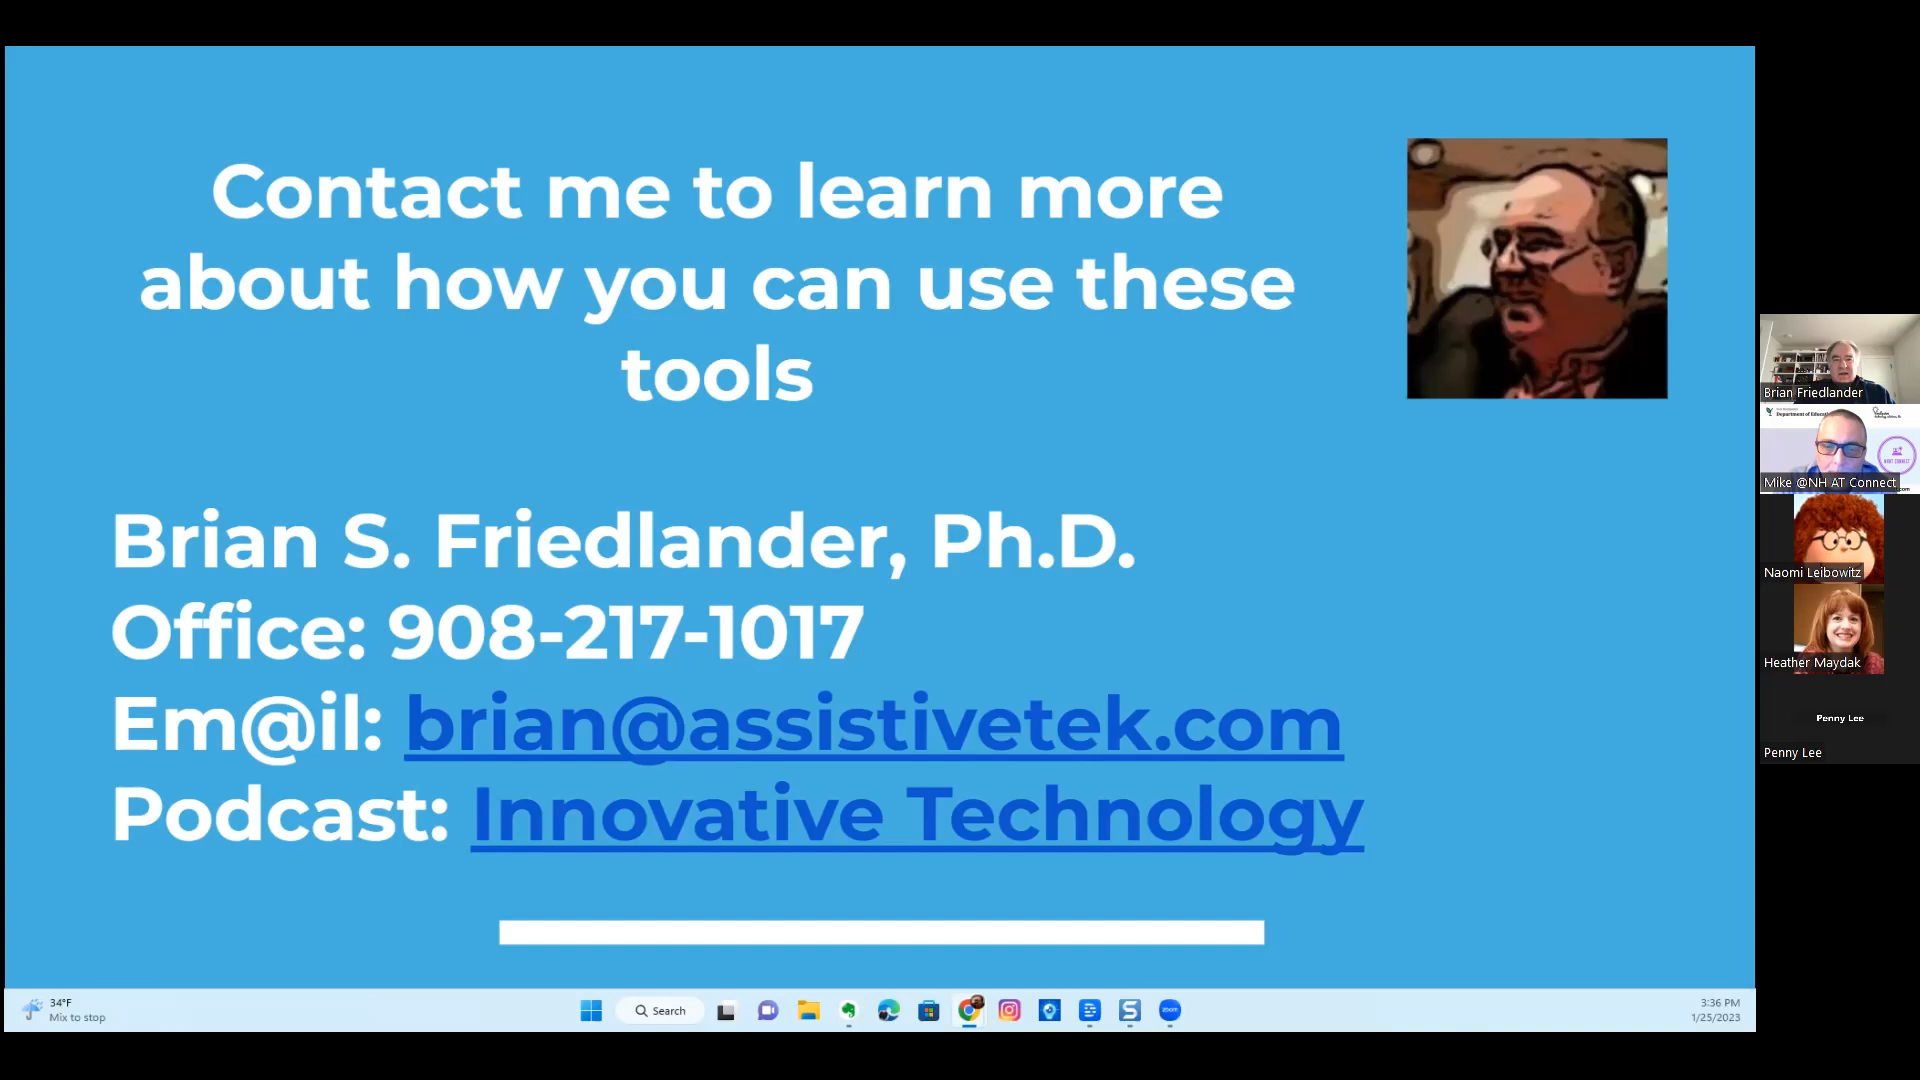 Contact me to learn more
about how you can use these
tools
Brian S. Friedlander, Ph.D.
Office: 908-217-1017
Em@il: brian@assistivetek.com
Podcast: Innovative Technology
Brian Friedlander
Mike @NH AT Connect
Naomi Leibowitz
Heather Maydak
Penny Lee
Penny Lee
34°F
Mix to stop
Search
zoom
3:36 PM
1/25/2023